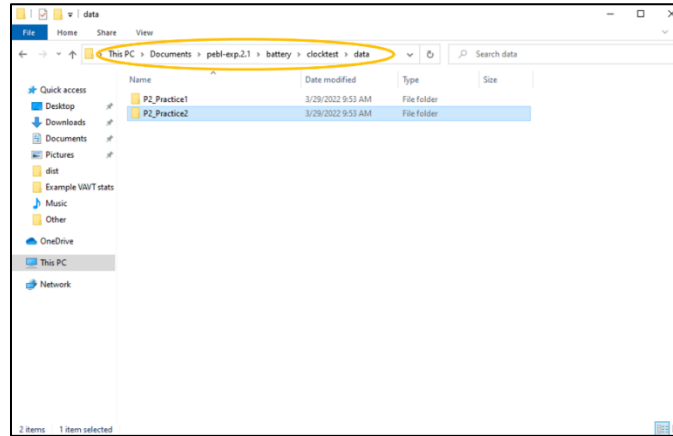 data
File Home Share View
This PC > Documents > pebl-exp.2.1 > battery > clocktest > data
Search data
Name Date modified Type Size
Quick access
Desktop
Downloads
Documents
Pictures
dist
Example VAVT stats
Music
Other
OneDrive
This PC
Network
P2_Practice1 3/29/2022 9:53 AM File folder
P2_Practice2 3/29/2022 9:53 AM File folder
2 items 1 item selected